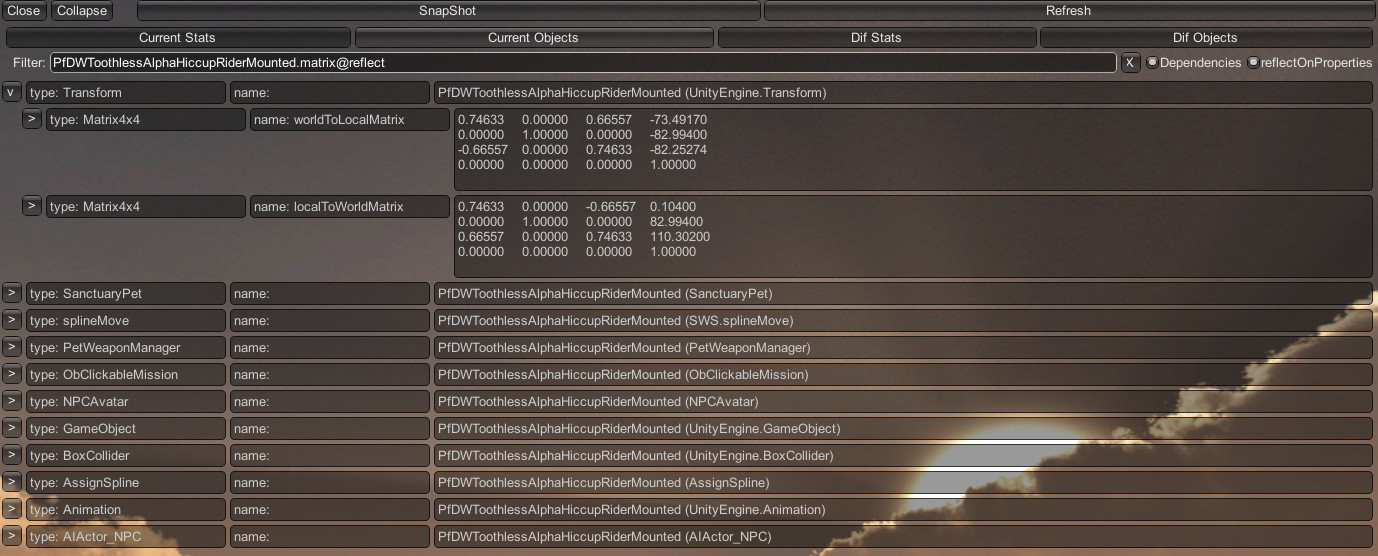 Close Collapse SnapShot Refresh
Current Stats Current Objects Dif Stats Dif Objects
Filter: PfDWToothlessAlphaHiccupRiderMounted.matrix@reflect X Dependencies reflectOnProperties
v type: Transform name: PfDWToothlessAlphaHiccupRiderMounted (UnityEngine.Transform)
> type: Matrix4x4 name: worldToLocalMatrix 0.74633 0.00000 0.66557 -73.49170
0.00000 1.00000 0.00000 -82.99400
-0.66557 0.00000 0.74633 -82.25274
0.00000 0.00000 0.00000 1.00000
> type: Matrix4x4 name: localToWorldMatrix 0.74633 0.00000 -0.66557 0.10400
0.00000 1.00000 0.00000 82.99400
0.66557 0.00000 0.74633 110.30200
0.00000 0.00000 0.00000 1.00000
> type: SanctuaryPet name: PfDWToothlessAlphaHiccupRiderMounted (SanctuaryPet)
> type: splineMove name: PfDWToothlessAlphaHiccupRiderMounted (SWS.splineMove)
> type: PetWeaponManager name: PfDWToothlessAlphaHiccupRiderMounted (PetWeaponManager)
> type: ObClickableMission name: PfDWToothlessAlphaHiccupRiderMounted (ObClickableMission)
> type: NPCAvatar name: PfDWToothlessAlphaHiccupRiderMounted (NPCAvatar)
> type: GameObject name: PfDWToothlessAlphaHiccupRiderMounted (UnityEngine.GameObject)
> type: BoxCollider name: PfDWToothlessAlphaHiccupRiderMounted (UnityEngine.BoxCollider)
> type: AssignSpline name: PfDWToothlessAlphaHiccupRiderMounted (AssignSpline)
> type: Animation name: PfDWToothlessAlphaHiccupRiderMounted (UnityEngine.Animation)
> type: AIActor_NPC name: PfDWToothlessAlphaHiccupRiderMounted (AIActor_NPC)